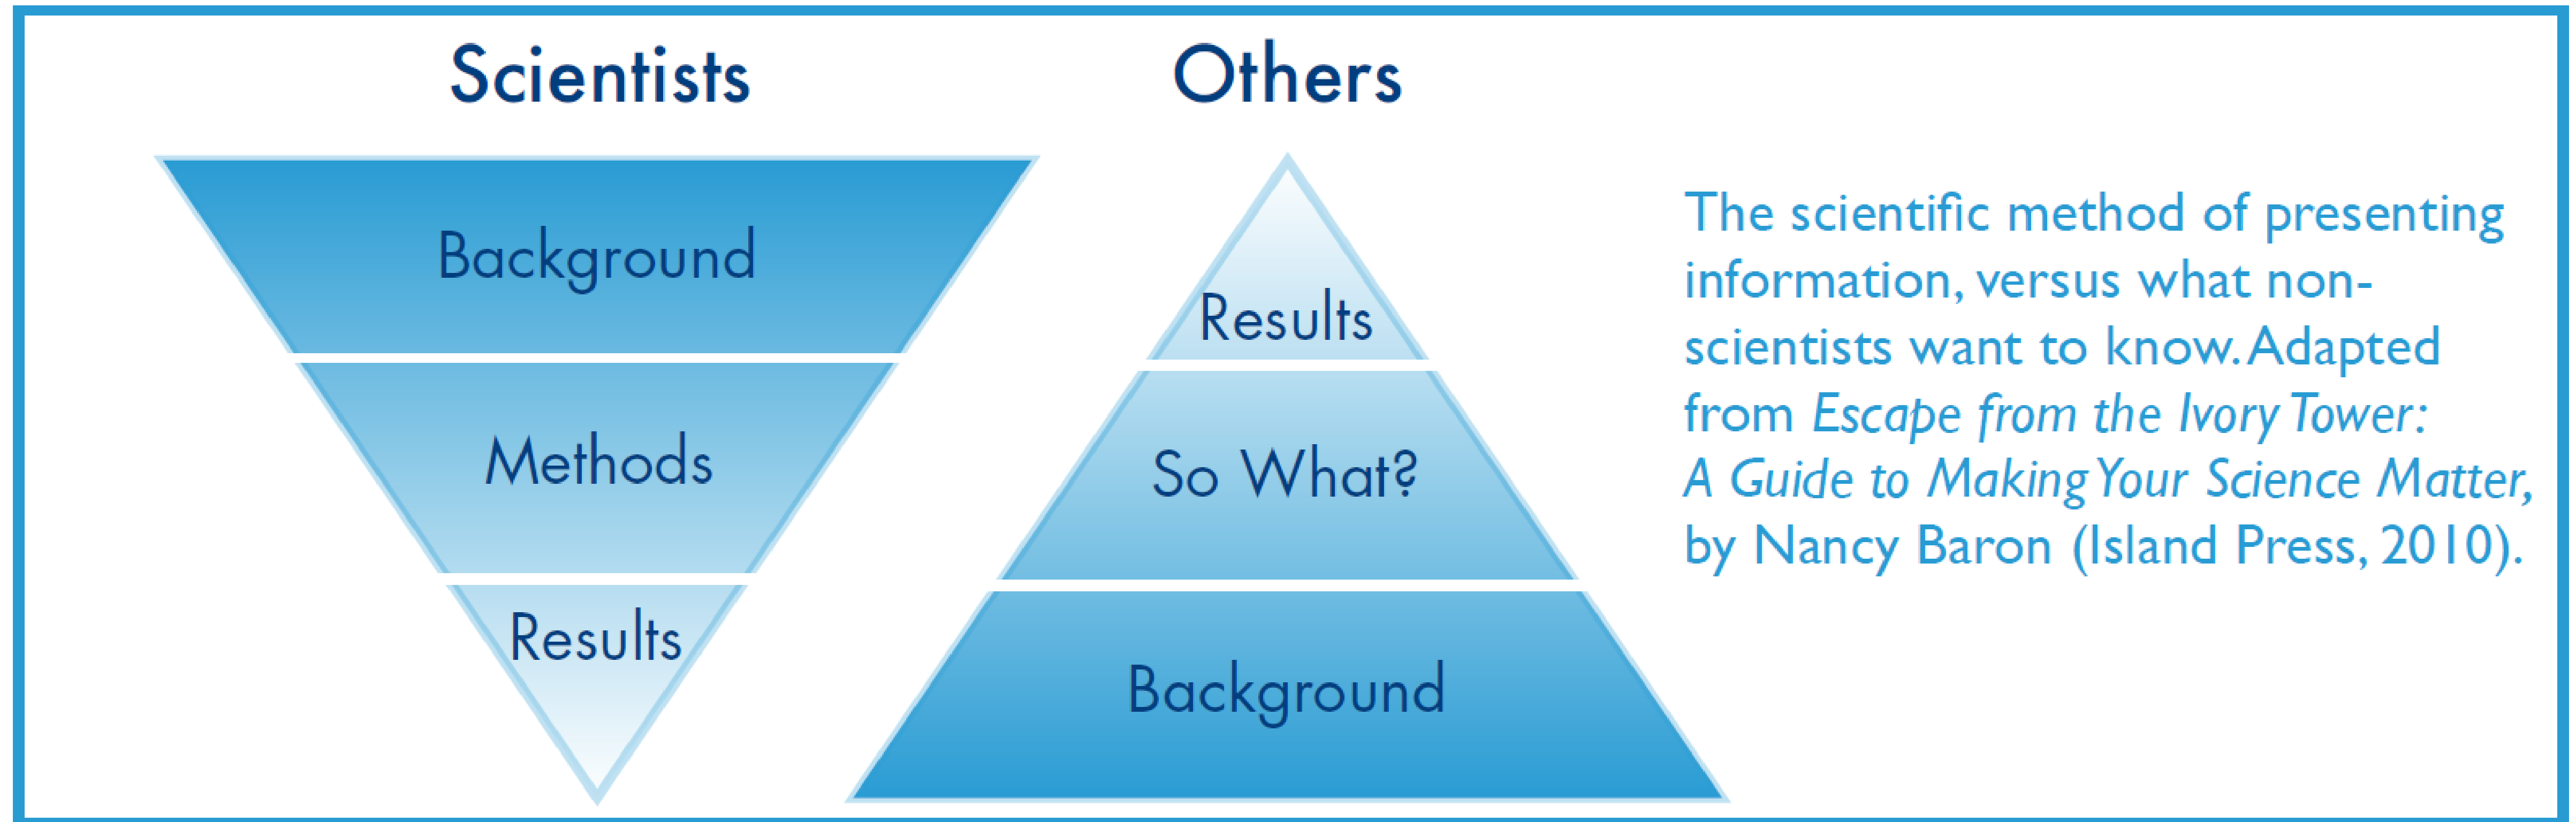 Scientists
Background
Methods
Results
Others
Results
So What?
Background
The scientific method of presenting
information, versus what non-
scientists want to know. Adapted
from Escape from the Ivory Tower:
A Guide to Making Your Science Matter,
by Nancy Baron (Island Press, 2010).